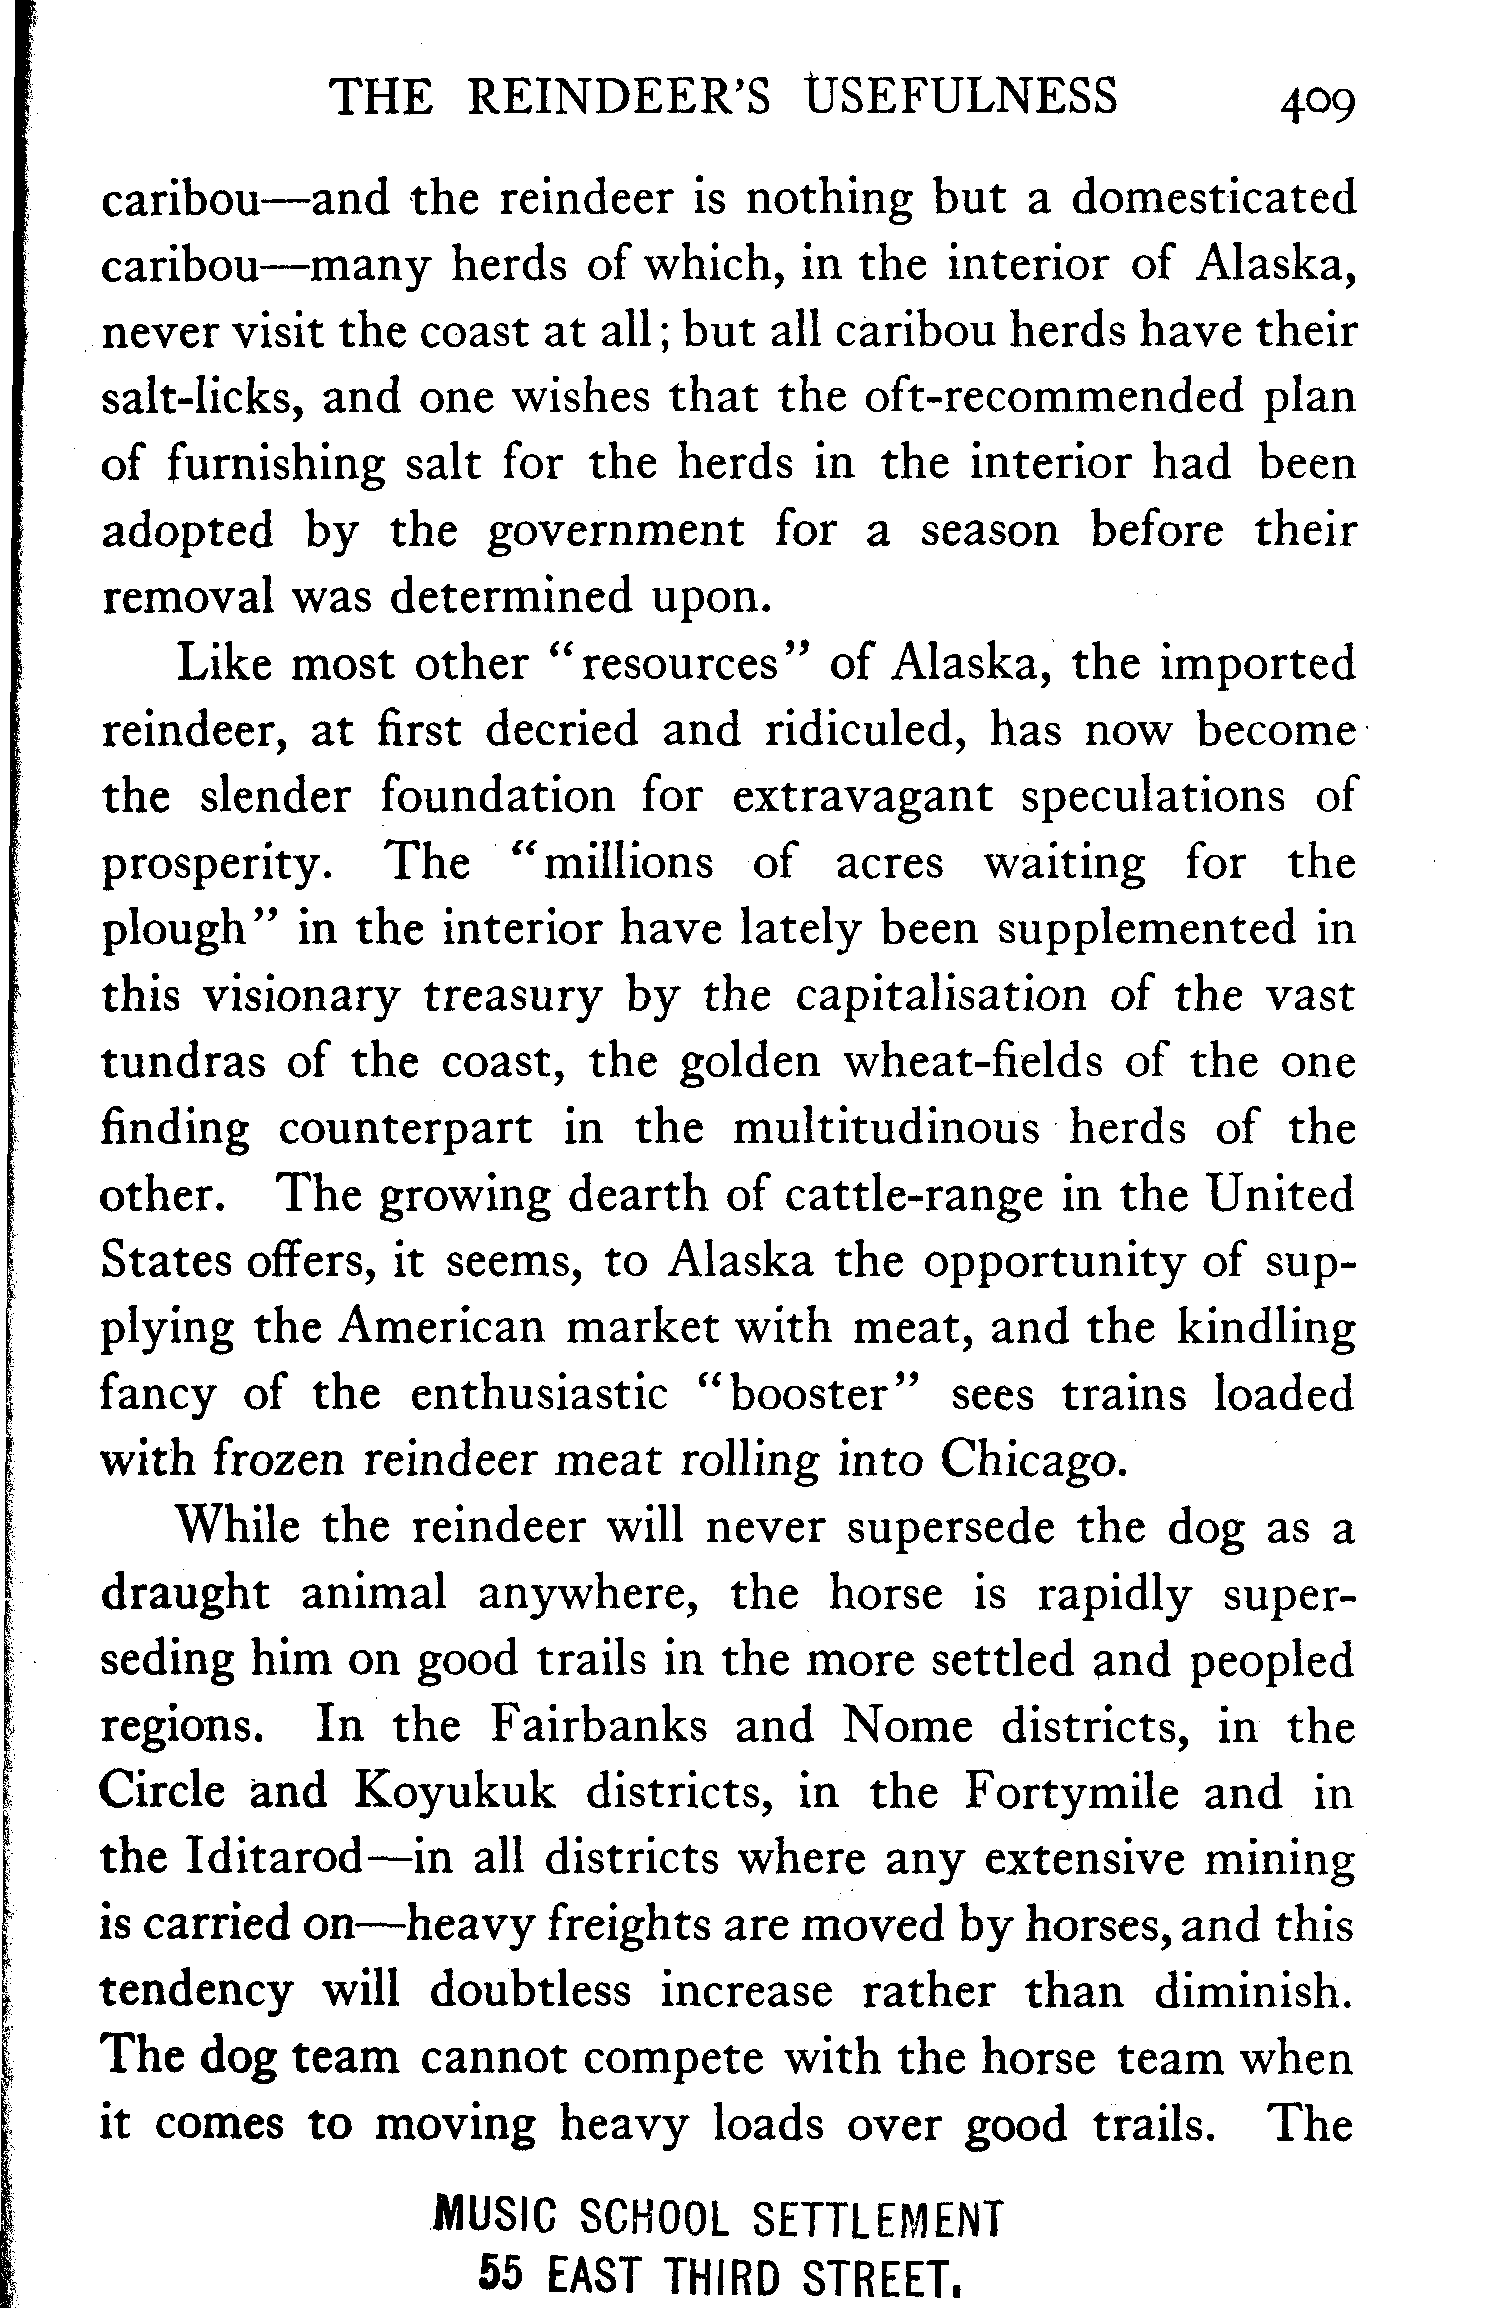 THE REINDEER'S USEFULNESS 409
caribou—and the reindeer is nothing but a domesticated
caribou—many herds of which, in the interior of Alaska,
never visit the coast at all; but all caribou herds have their
salt-licks, and one wishes that the oft-recommended plan
of furnishing salt for the herds in the interior had been
adopted by the government for a season before their
removal was determined upon.
Like most other "resources" of Alaska, the imported
reindeer, at first decried and ridiculed, has now become
the slender foundation for extravagant speculations of
prosperity. The "millions of acres waiting for the
plough" in the interior have lately been supplemented in
this visionary treasury by the capitalisation of the vast
tundras of the coast, the golden wheat-fields of the one
finding counterpart in the multitudinous herds of the
other. The growing dearth of cattle-range in the United
States offers, it seems, to Alaska the opportunity of sup-
plying the American market with meat, and the kindling
fancy of the enthusiastic "booster" sees trains loaded
with frozen reindeer meat rolling into Chicago.
While the reindeer will never supersede the dog as a
draught animal anywhere, the horse is rapidly super-
seding him on good trails in the more settled and peopled
regions. In the Fairbanks and Nome districts, in the
Circle and Koyukuk districts, in the Fortymile and in
the Iditarod—in all districts where any extensive mining
is carried on—heavy freights are moved by horses, and this
tendency will doubtless increase rather than diminish.
The dog team cannot compete with the horse team when
it comes to moving heavy loads over good trails. The
MUSIC SCHOOL SETTLEMENT
55 EAST THIRD STREET.